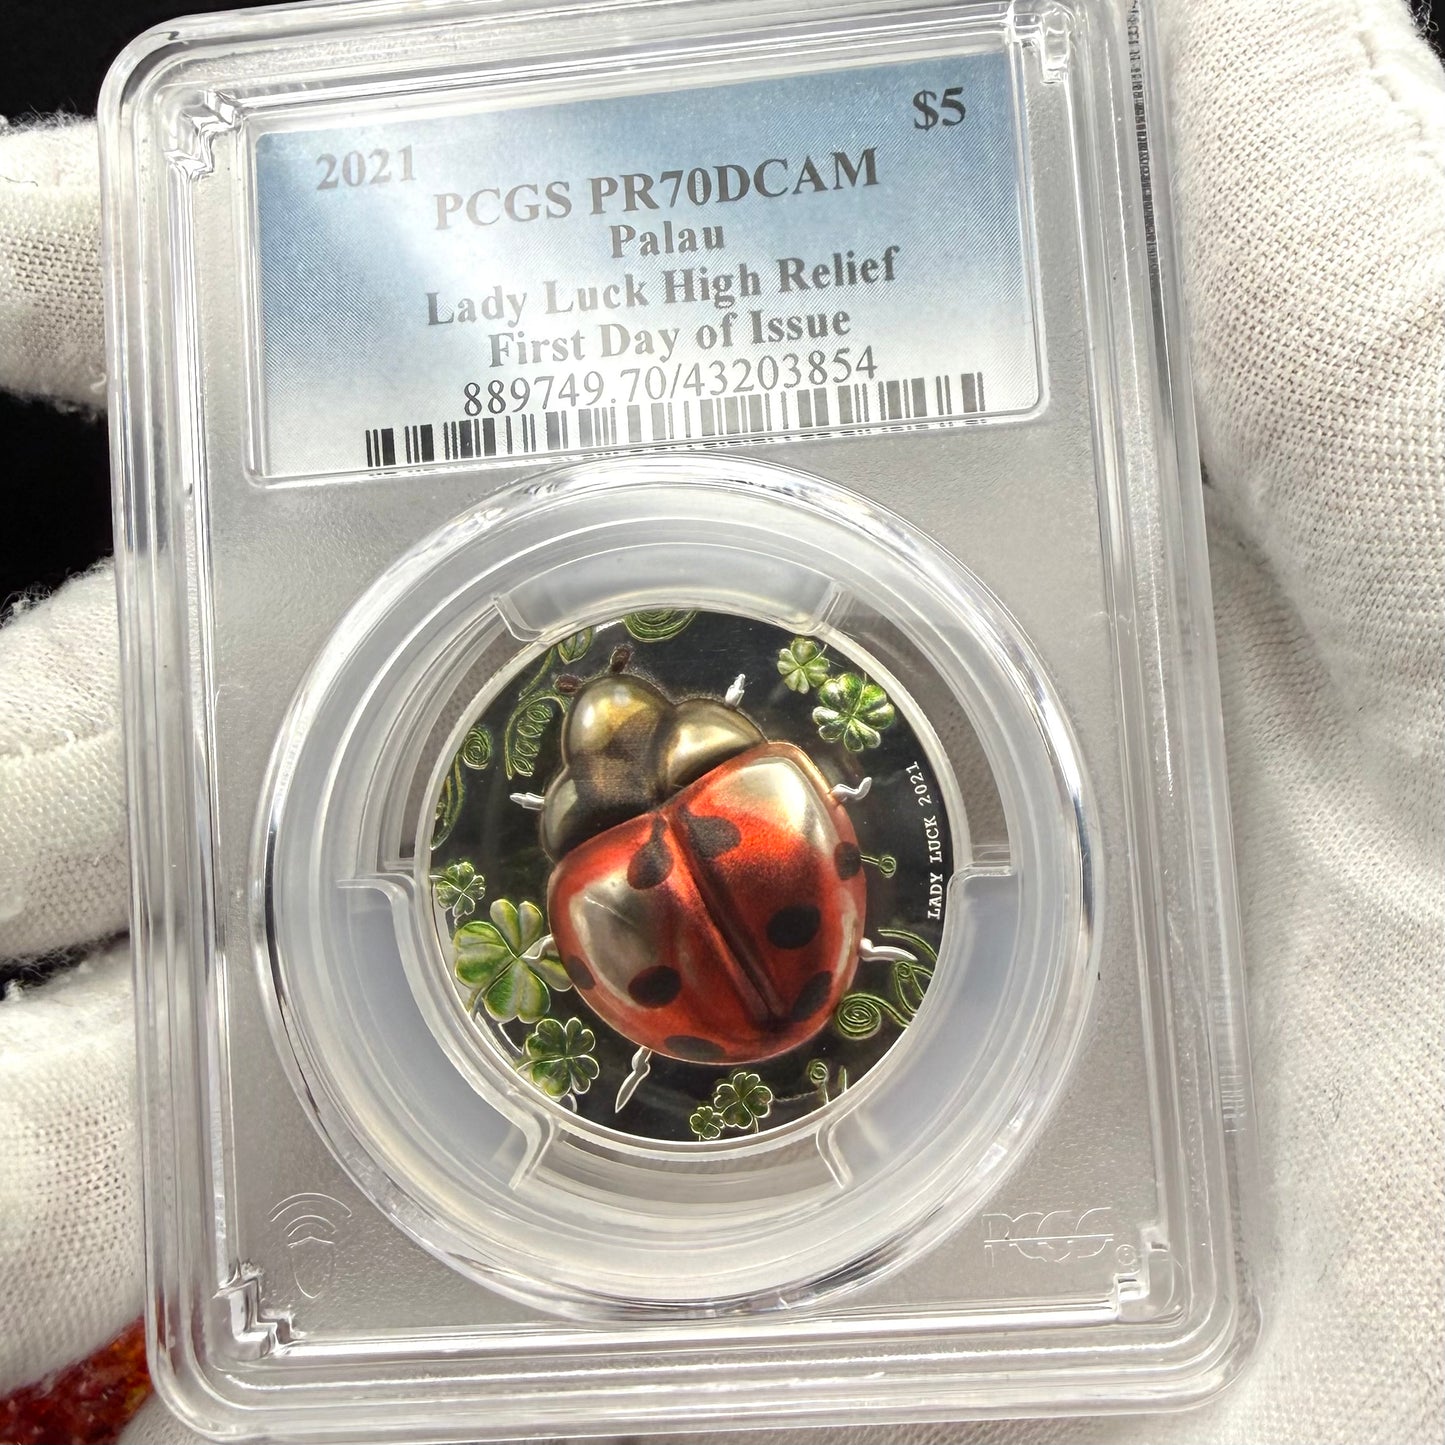 2021 $5
PCGS PR70DCAM
Palau
Lady Luck High Relief
First Day of Issue
889749.70/43203854
LADY LUCK 2021
PCGS